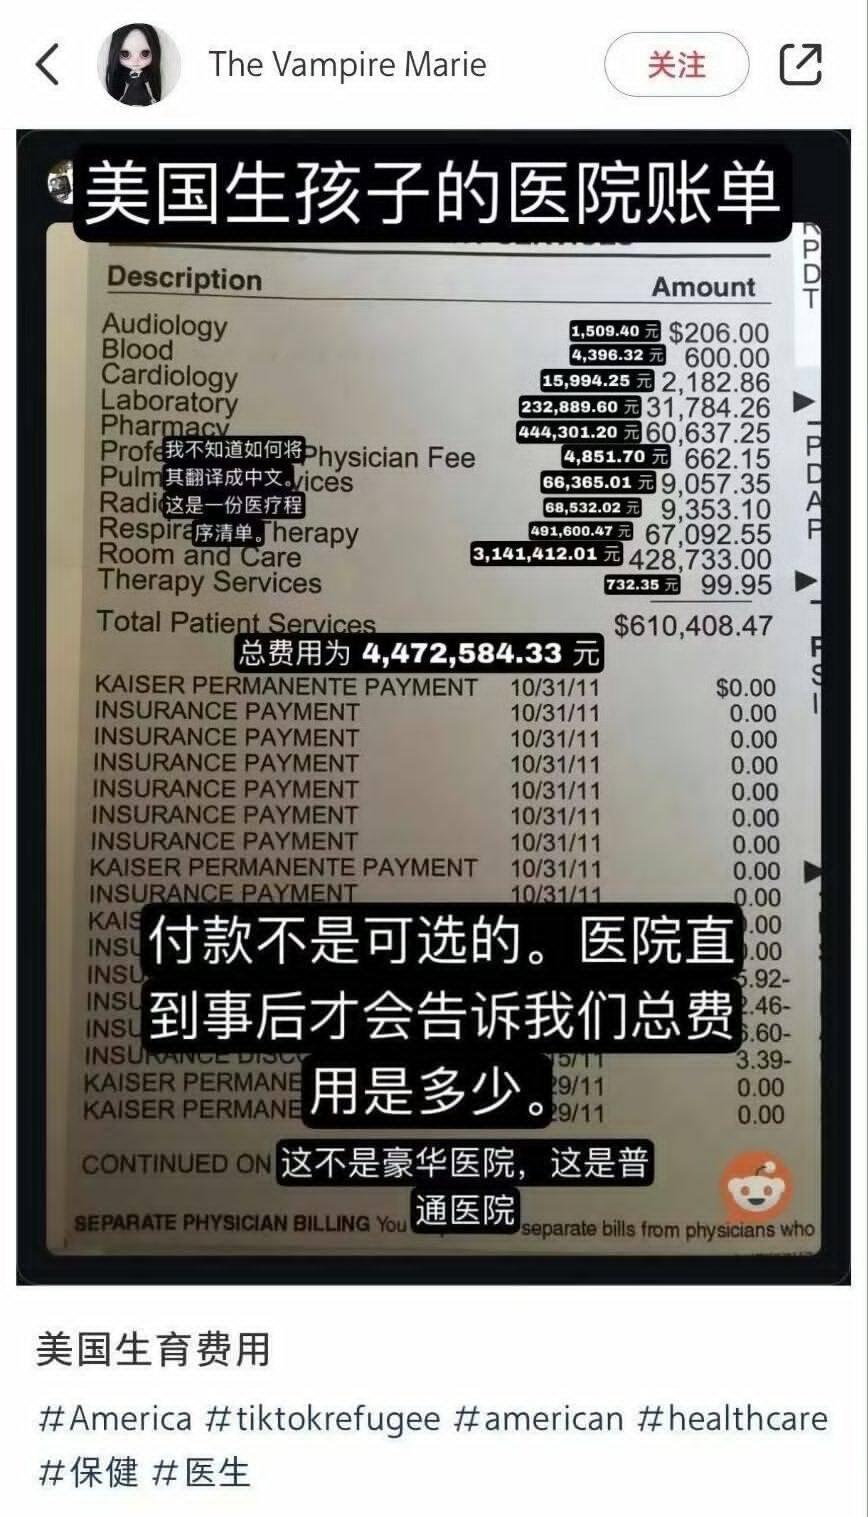 The Vampire Marie
关注
美国生孩子的医院账单
Description Amount
Audiology 1,509.40 元 $206.00
Blood 4,396.32 元 600.00
Cardiology 15,994.25 元 2,182.86
Laboratory 232,889.60 元 31,784.26
Pharmacy 444,301.20 元 60,637.25
Physician Fee 4,851.70 元 662.15
66,365.01 元 9,057.35
68,532.02 元 9,353.10
Therapy 491,600.47 元 67,092.55
Room and Care 3,141,412.01 元 428,733.00
Therapy Services 732.35 元 99.95
我不知道如何将
其翻译成中文。
这是一份医疗程
序清单。
Total Patient Services $610,408.47
总费用为 4,472,584.33 元
KAISER PERMANENTE PAYMENT 10/31/11 $0.00
INSURANCE PAYMENT 10/31/11 0.00
INSURANCE PAYMENT 10/31/11 0.00
INSURANCE PAYMENT 10/31/11 0.00
INSURANCE PAYMENT 10/31/11 0.00
INSURANCE PAYMENT 10/31/11 0.00
INSURANCE PAYMENT 10/31/11 0.00
KAISER PERMANENTE PAYMENT 10/31/11 0.00
INSURANCE PAYMENT 10/31/11 0.00
付款不是可选的。医院直
到事后才会告诉我们总费
用是多少。
3.39-
KAISER 0.00
KAISER 0.00
CONTINUED ON
这不是豪华医院，这是普
通医院
SEPARATE PHYSICIAN BILLING You separate bills from physicians who
美国生育费用
#America #tiktokrefugee #american #healthcare
#保健 #医生